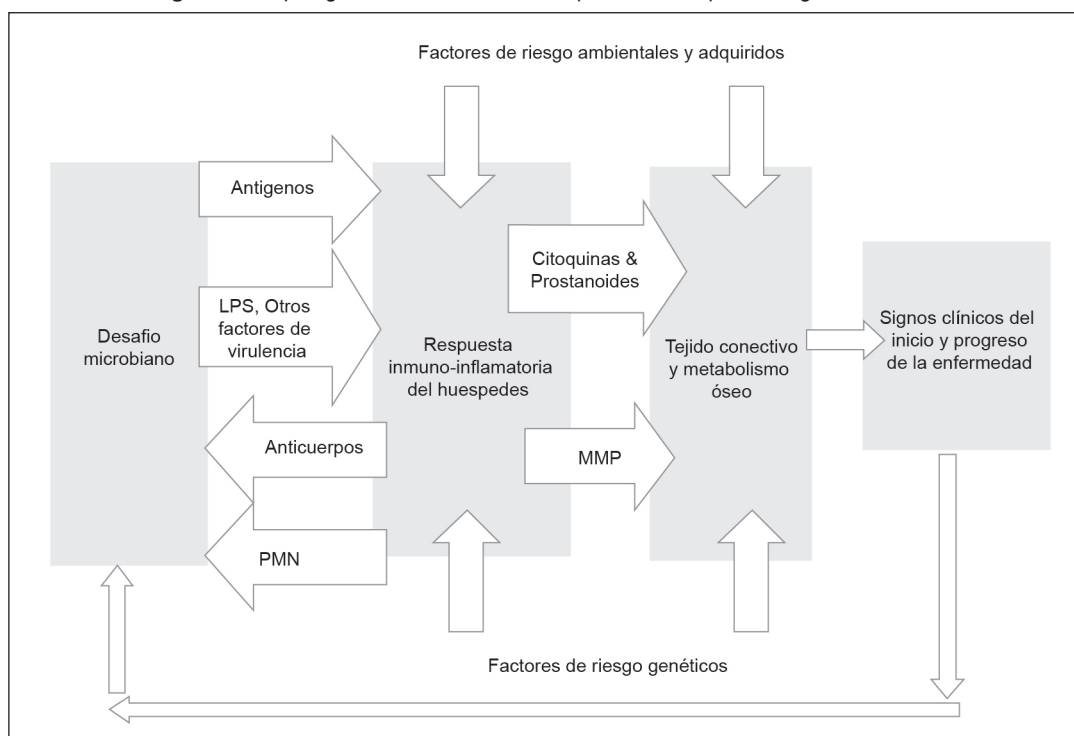 Factores de riesgo ambientales y adquiridos
Antigenos
LPS, Otros
factores de
virulencia
Desafio
microbiano
Anticuerpos
PMN
Respuesta
inmuno-inflamatoria
del huespedes
Citoquinas &
Prostanoides
MMP
Tejido conectivo
y metabolismo
óseo
Signos clínicos del
inicio y progreso
de la enfermedad
Factores de riesgo genéticos